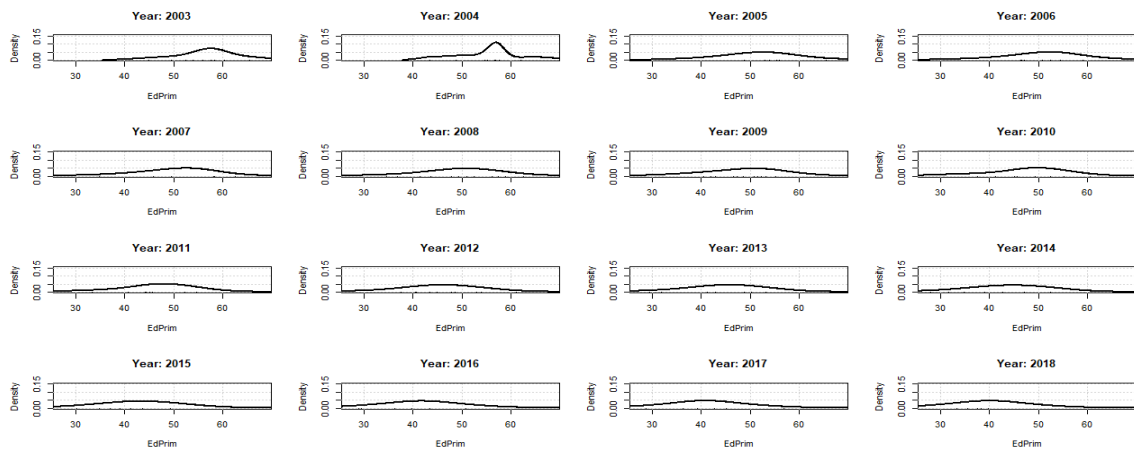 Year: 2003 Year: 2004 Year: 2005 Year: 2006
Density 0.00 0.15 Density 0.00 0.15 Density 0.00 0.15 Density 0.00 0.15
30 40 50 60 30 40 50 60 30 40 50 60 30 40 50 60
EdPrim EdPrim EdPrim EdPrim
Year: 2007 Year: 2008 Year: 2009 Year: 2010
Density 0.00 0.15 Density 0.00 0.15 Density 0.00 0.15 Density 0.00 0.15
30 40 50 60 30 40 50 60 30 40 50 60 30 40 50 60
EdPrim EdPrim EdPrim EdPrim
Year: 2011 Year: 2012 Year: 2013 Year: 2014
Density 0.00 0.15 Density 0.00 0.15 Density 0.00 0.15 Density 0.00 0.15
30 40 50 60 30 40 50 60 30 40 50 60 30 40 50 60
EdPrim EdPrim EdPrim EdPrim
Year: 2015 Year: 2016 Year: 2017 Year: 2018
Density 0.00 0.15 Density 0.00 0.15 Density 0.00 0.15 Density 0.00 0.15
30 40 50 60 30 40 50 60 30 40 50 60 30 40 50 60
EdPrim EdPrim EdPrim EdPrim